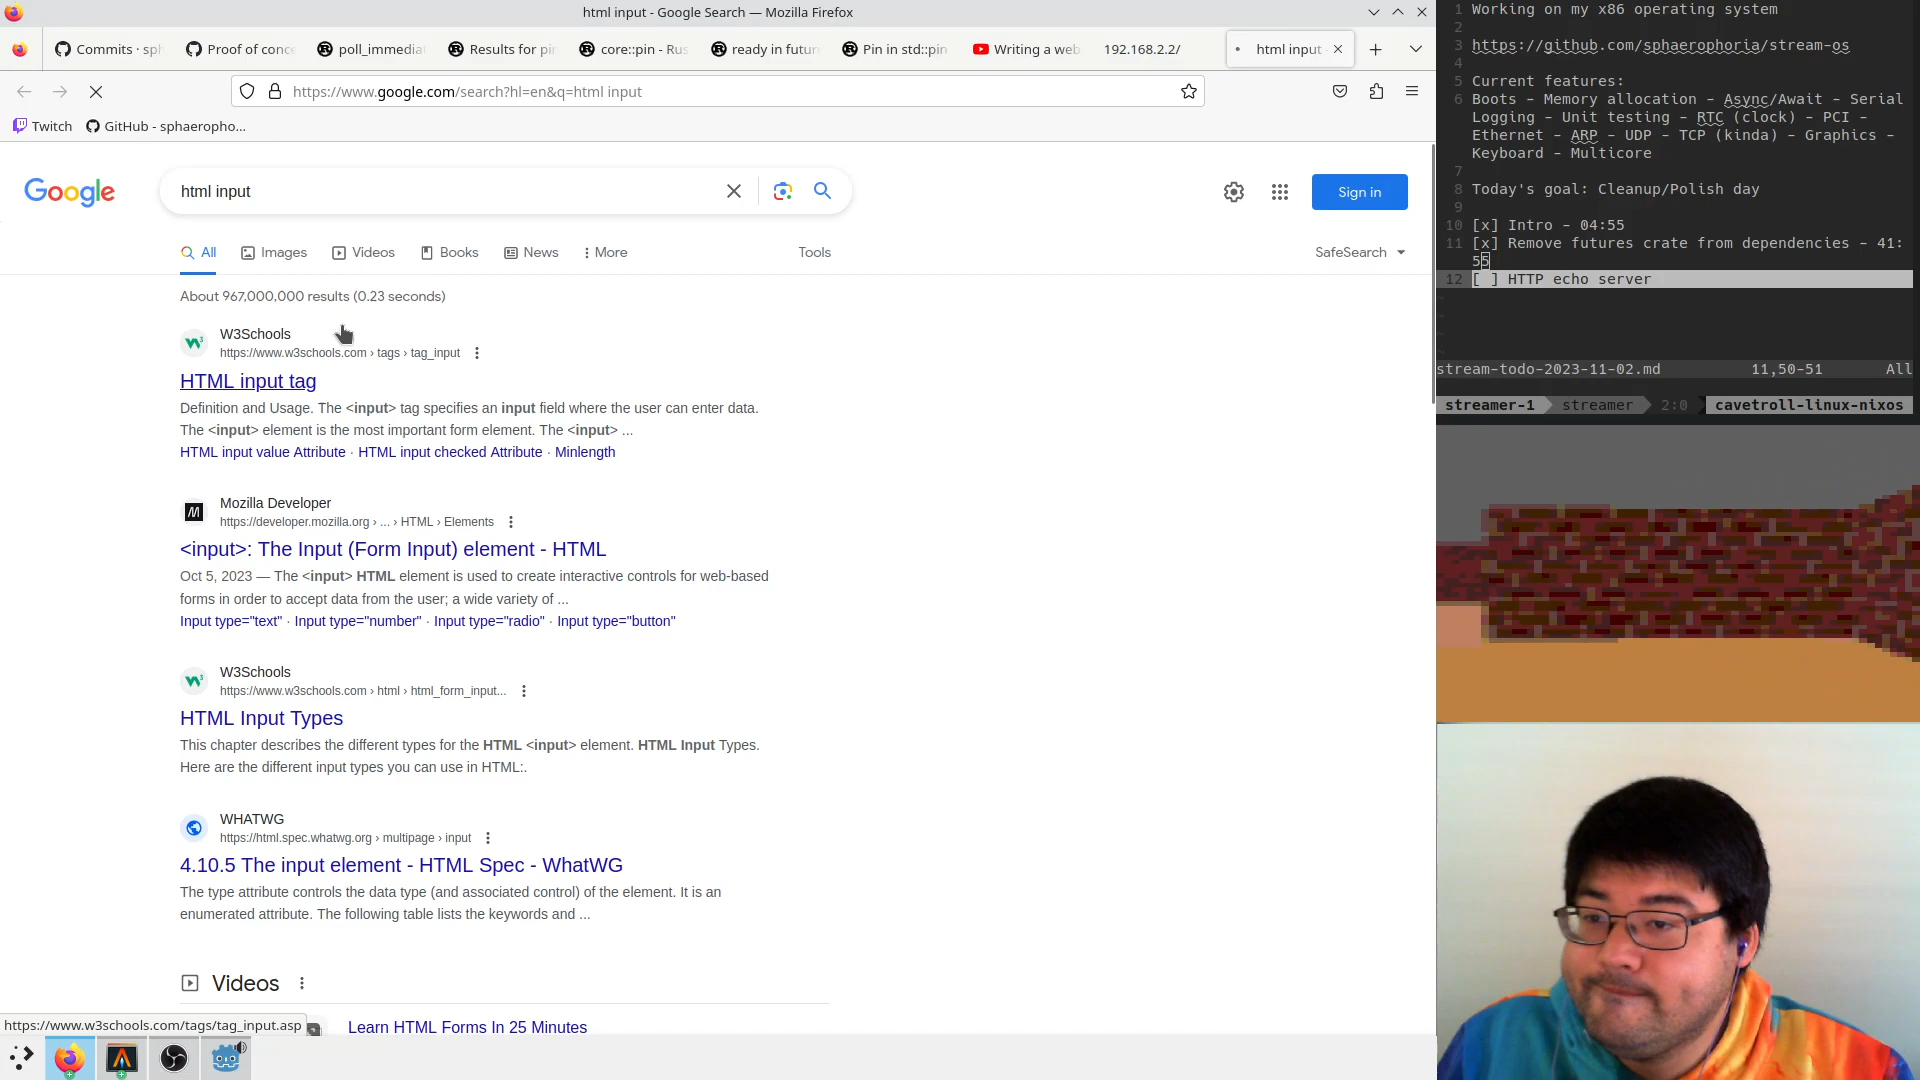 html input - Google Search — Mozilla Firefox
Commits · sph
Proof of conce
poll_immediat
Results for pin
core::pin - Rus
ready in futur
Pin in std::pin
Writing a web
192.168.2.2/
html input
https://www.google.com/search?hl=en&q=html input
Twitch
GitHub - sphaeropho...
Google
html input
Sign in
All
Images
Videos
Books
News
More
Tools
SafeSearch
About 967,000,000 results (0.23 seconds)
W3Schools
https://www.w3schools.com › tags › tag_input
HTML input tag
Definition and Usage. The <input> tag specifies an input field where the user can enter data.
The <input> element is the most important form element. The <input> ...
HTML input value Attribute · HTML input checked Attribute · Minlength
Mozilla Developer
https://developer.mozilla.org › ... › HTML › Elements
<input>: The Input (Form Input) element - HTML
Oct 5, 2023 — The <input> HTML element is used to create interactive controls for web-based
forms in order to accept data from the user; a wide variety of ...
Input type="text" · Input type="number" · Input type="radio" · Input type="button"
W3Schools
https://www.w3schools.com › html › html_form_input...
HTML Input Types
This chapter describes the different types for the HTML <input> element. HTML Input Types.
Here are the different input types you can use in HTML:.
WHATWG
https://html.spec.whatwg.org › multipage › input
4.10.5 The input element - HTML Spec - WhatWG
The type attribute controls the data type (and associated control) of the element. It is an
enumerated attribute. The following table lists the keywords and ...
Videos
Learn HTML Forms In 25 Minutes
https://www.w3schools.com/tags/tag_input.asp
1 Working on my x86 operating system
2
3 https://github.com/sphaerophoria/stream-os
4
5 Current features:
6 Boots - Memory allocation - Async/Await - Serial
Logging - Unit testing - RTC (clock) - PCI -
Ethernet - ARP - UDP - TCP (kinda) - Graphics -
Keyboard - Multicore
7
8 Today's goal: Cleanup/Polish day
9
10 [x] Intro - 04:55
11 [x] Remove futures crate from dependencies - 41:
55
12 [ ] HTTP echo server
~
~
~
~
stream-todo-2023-11-02.md 11,50-51 All
streamer-1 streamer 2:0 cavetroll-linux-nixos